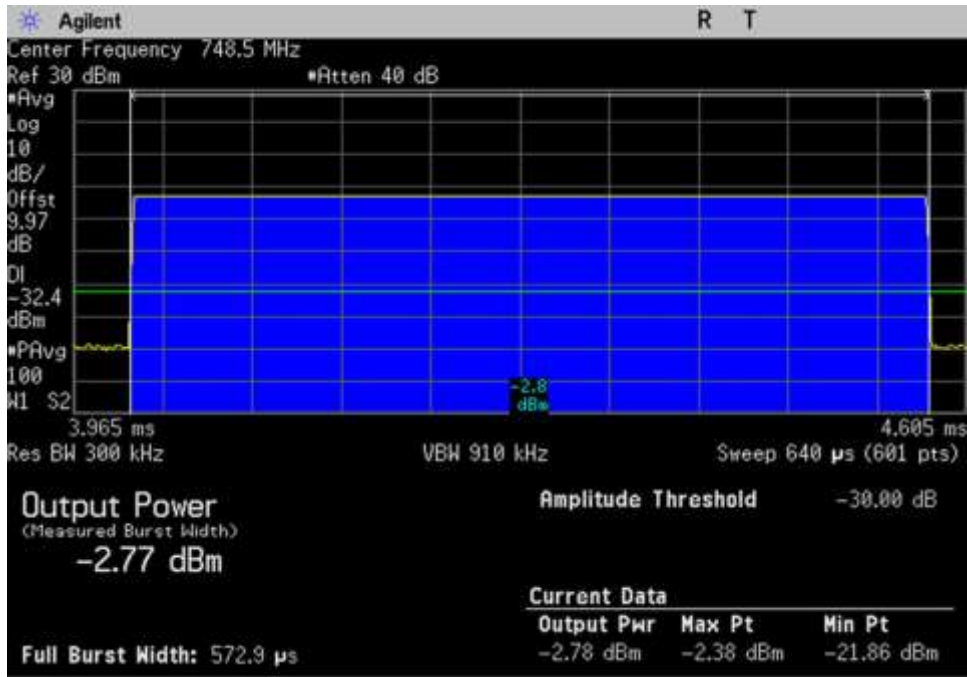 Agilent R T
Center Frequency 748.5 MHz
Ref 30 dBm *Atten 40 dB
*Avg
Log
10
dB/
Offst
9.97
dB
DI
-32.4
dBm
*PAvg
100
W1 S2
-2.8
dBm
3.965 ms 4.605 ms
Res BW 300 kHz VBW 910 kHz Sweep 640 µs (601 pts)
Output Power
(Measured Burst Width)
-2.77 dBm
Amplitude Threshold -30.00 dB
Current Data
Output Pwr Max Pt Min Pt
-2.78 dBm -2.38 dBm -21.86 dBm
Full Burst Width: 572.9 µs